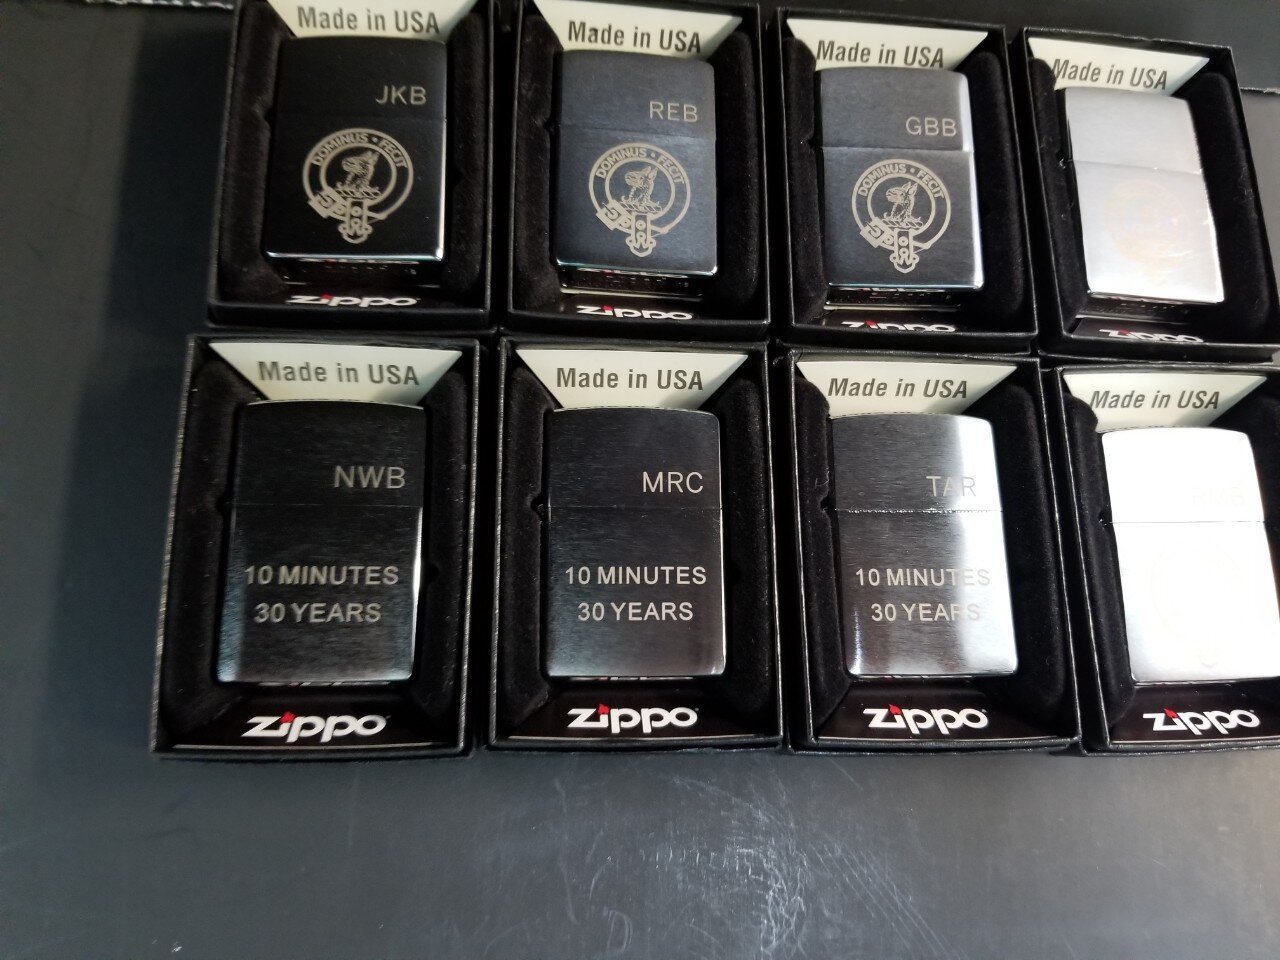 Made in USA
JKB
DOMINUS • FECIT
zippo
Made in USA
REB
DOMINUS • FECIT
zippo
Made in USA
GBB
DOMINUS • FECIT
zippo
Made in USA
zippo
Made in USA
NWB
10 MINUTES
30 YEARS
zippo
Made in USA
MRC
10 MINUTES
30 YEARS
zippo
Made in USA
TAR
10 MINUTES
30 YEARS
zippo
Made in USA
zippo